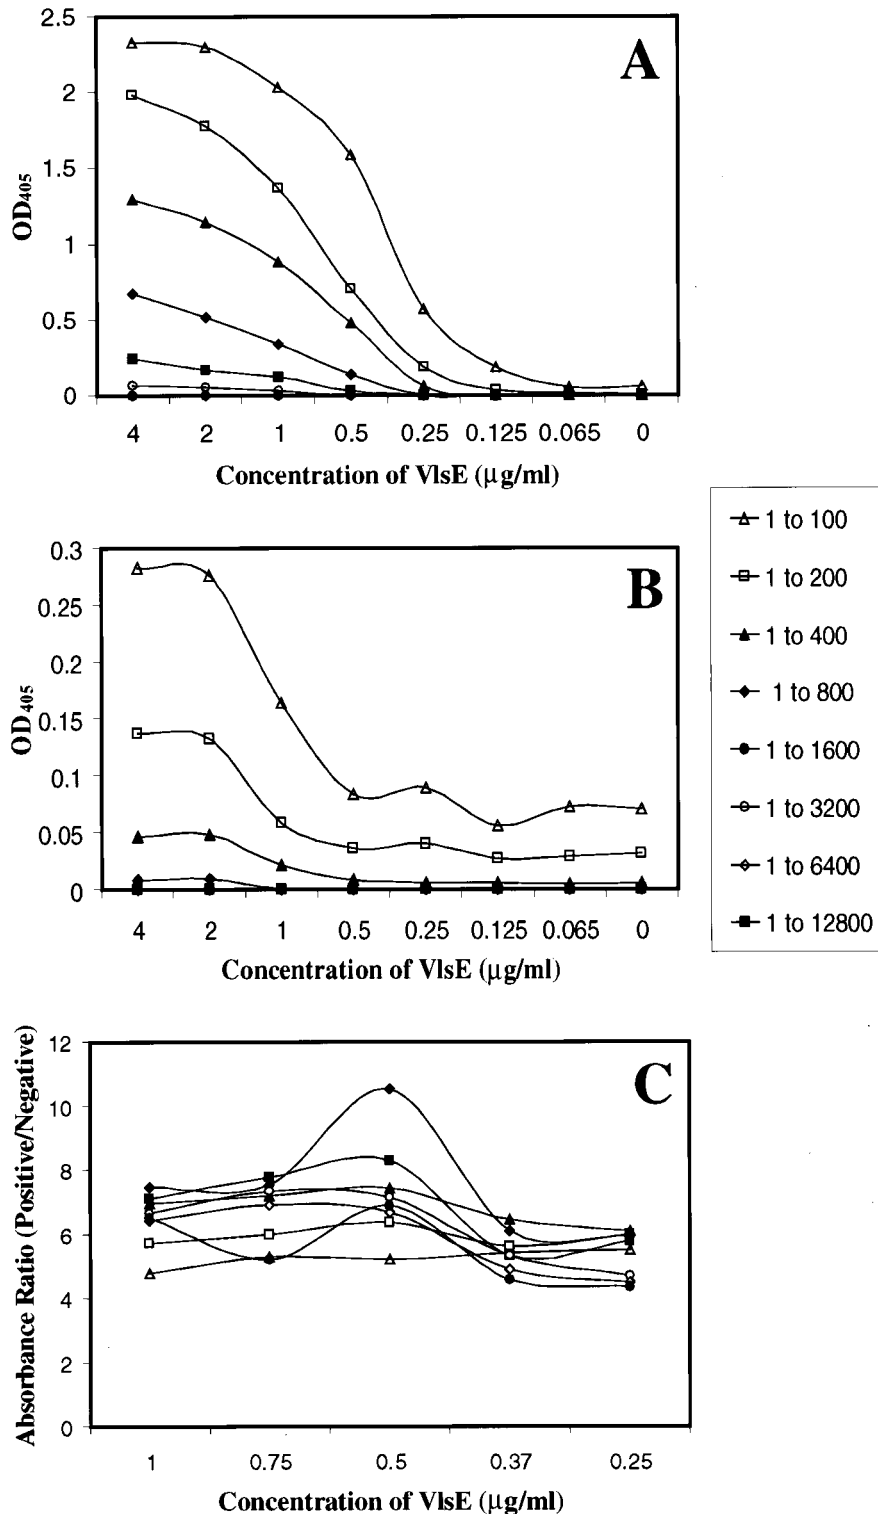 A
2.5
2
1.5
1
0.5
0
OD405
4 2 1 0.5 0.25 0.125 0.065 0
Concentration of VlsE (µg/ml)
B
0.3
0.25
0.2
0.15
0.1
0.05
0
OD405
4 2 1 0.5 0.25 0.125 0.065 0
Concentration of VlsE (µg/ml)
1 to 100
1 to 200
1 to 400
1 to 800
1 to 1600
1 to 3200
1 to 6400
1 to 12800
C
12
10
8
6
4
2
0
Absorbance Ratio (Positive/Negative)
1 0.75 0.5 0.37 0.25
Concentration of VlsE (µg/ml)